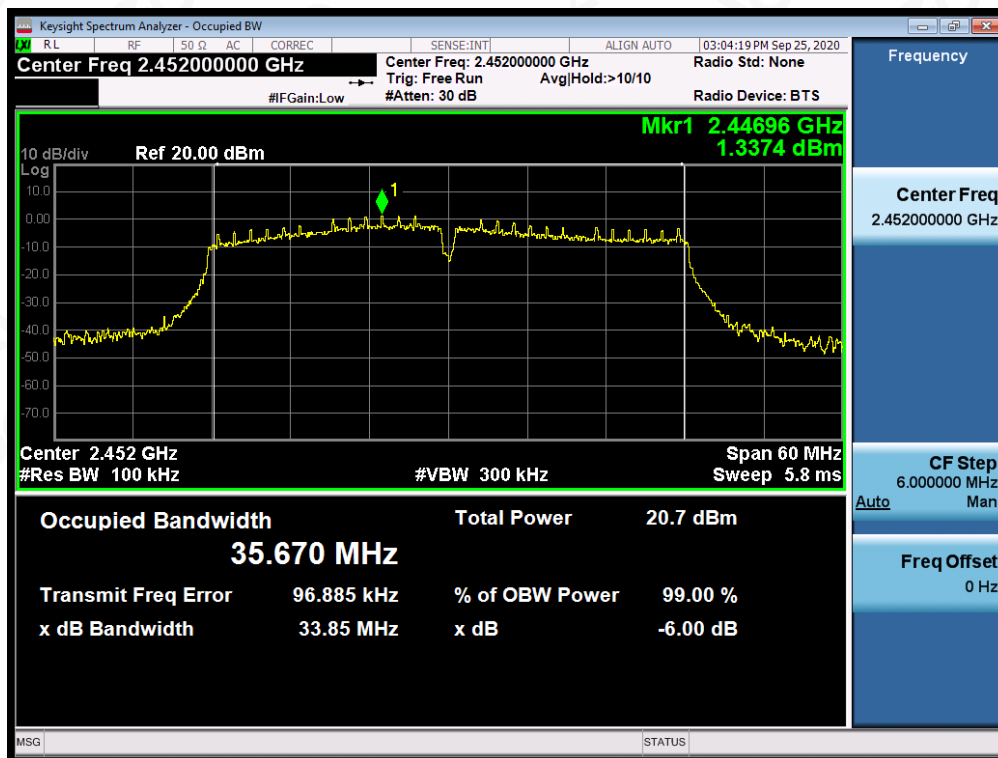 Keysight Spectrum Analyzer - Occupied BW
LXI RL RF 50 Ω AC CORREC SENSE:INT ALIGN AUTO 03:04:19 PM Sep 25, 2020
Center Freq 2.452000000 GHz Center Freq: 2.452000000 GHz Radio Std: None
Trig: Free Run Avg|Hold:>10/10
#IFGain:Low #Atten: 30 dB Radio Device: BTS
Mkr1 2.44696 GHz
1.3374 dBm
10 dB/div Ref 20.00 dBm
Log
10.0
0.00
-10.0
-20.0
-30.0
-40.0
-50.0
-60.0
-70.0
1
Center 2.452 GHz Span 60 MHz
#Res BW 100 kHz #VBW 300 kHz Sweep 5.8 ms
Occupied Bandwidth Total Power 20.7 dBm
35.670 MHz
Transmit Freq Error 96.885 kHz % of OBW Power 99.00 %
x dB Bandwidth 33.85 MHz x dB -6.00 dB
MSG STATUS
Frequency
Center Freq
2.452000000 GHz
CF Step
6.000000 MHz
Auto Man
Freq Offset
0 Hz